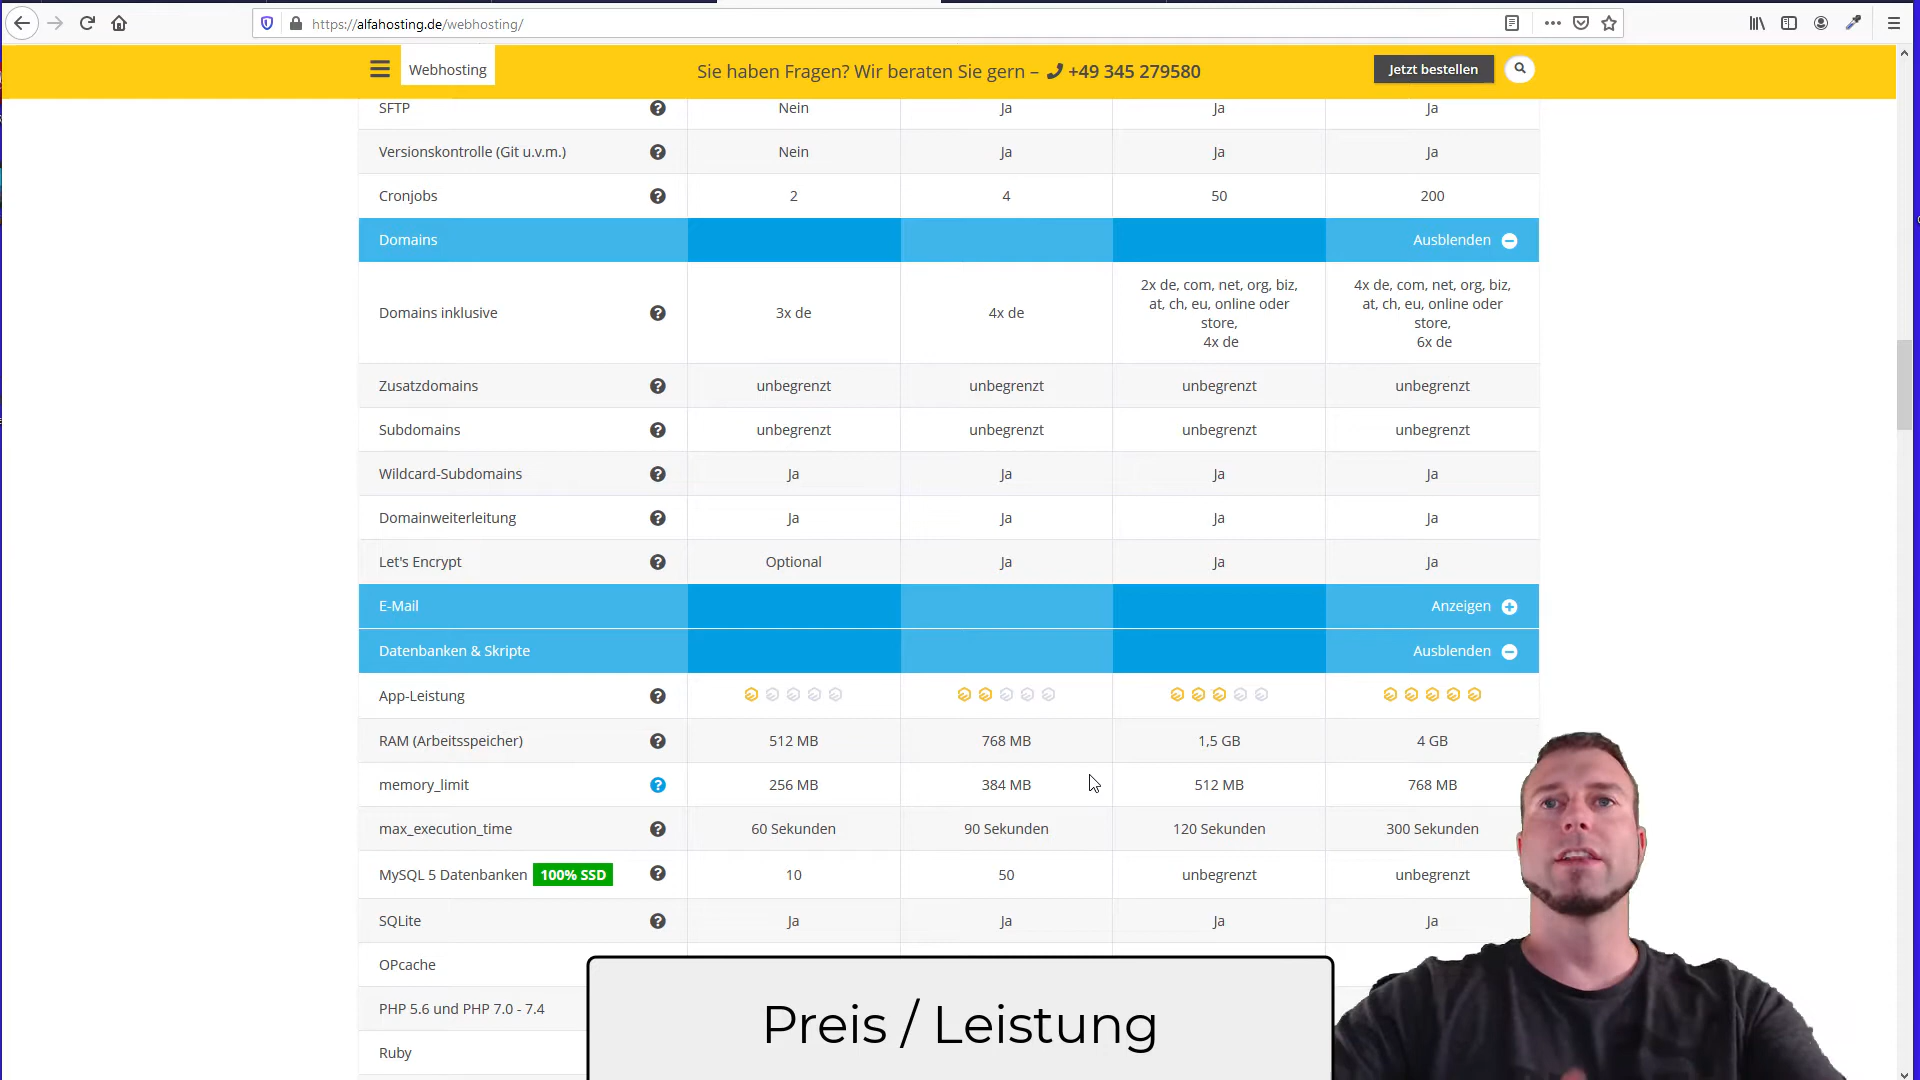 https://alfahosting.de/webhosting/
Webhosting
Sie haben Fragen? Wir beraten Sie gern – +49 345 279580
Jetzt bestellen
SFTP ? Nein Ja Ja Ja
Versionskontrolle (Git u.v.m.) ? Nein Ja Ja Ja
Cronjobs ? 2 4 50 200
Domains Ausblenden
Domains inklusive ? 3x de 4x de
2x de, com, net, org, biz,
at, ch, eu, online oder
store,
4x de
4x de, com, net, org, biz,
at, ch, eu, online oder
store,
6x de
Zusatzdomains ? unbegrenzt unbegrenzt unbegrenzt unbegrenzt
Subdomains ? unbegrenzt unbegrenzt unbegrenzt unbegrenzt
Wildcard-Subdomains ? Ja Ja Ja Ja
Domainweiterleitung ? Ja Ja Ja Ja
Let's Encrypt ? Optional Ja Ja Ja
E-Mail Anzeigen
Datenbanken & Skripte Ausblenden
App-Leistung ?
RAM (Arbeitsspeicher) ? 512 MB 768 MB 1,5 GB 4 GB
memory_limit ? 256 MB 384 MB 512 MB 768 MB
max_execution_time ? 60 Sekunden 90 Sekunden 120 Sekunden 300 Sekunden
MySQL 5 Datenbanken 100% SSD ? 10 50 unbegrenzt unbegrenzt
SQLite ? Ja Ja Ja Ja
OPcache
PHP 5.6 und PHP 7.0 - 7.4
Ruby
Preis / Leistung